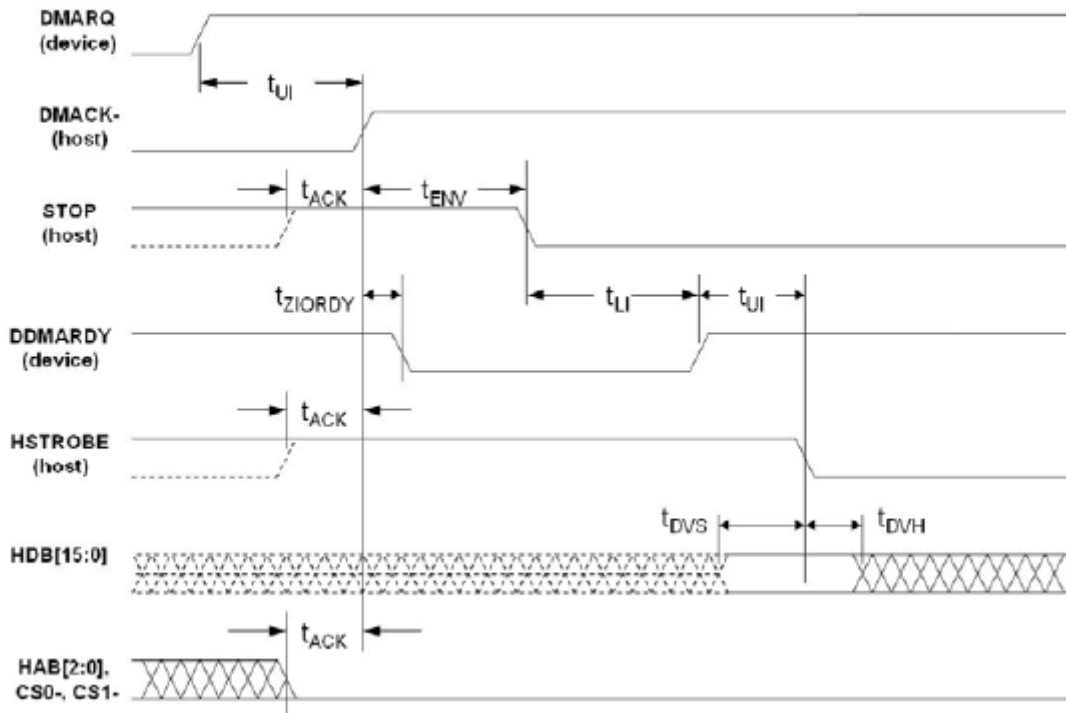 DMARQ
(device)
tUI
DMACK-
(host)
tACK
tENV
STOP
(host)
tZIORDY
tLI
tUI
DDMARDY
(device)
tACK
HSTROBE
(host)
tDVS
tDVH
HDB[15:0]
tACK
HAB[2:0],
CS0-, CS1-